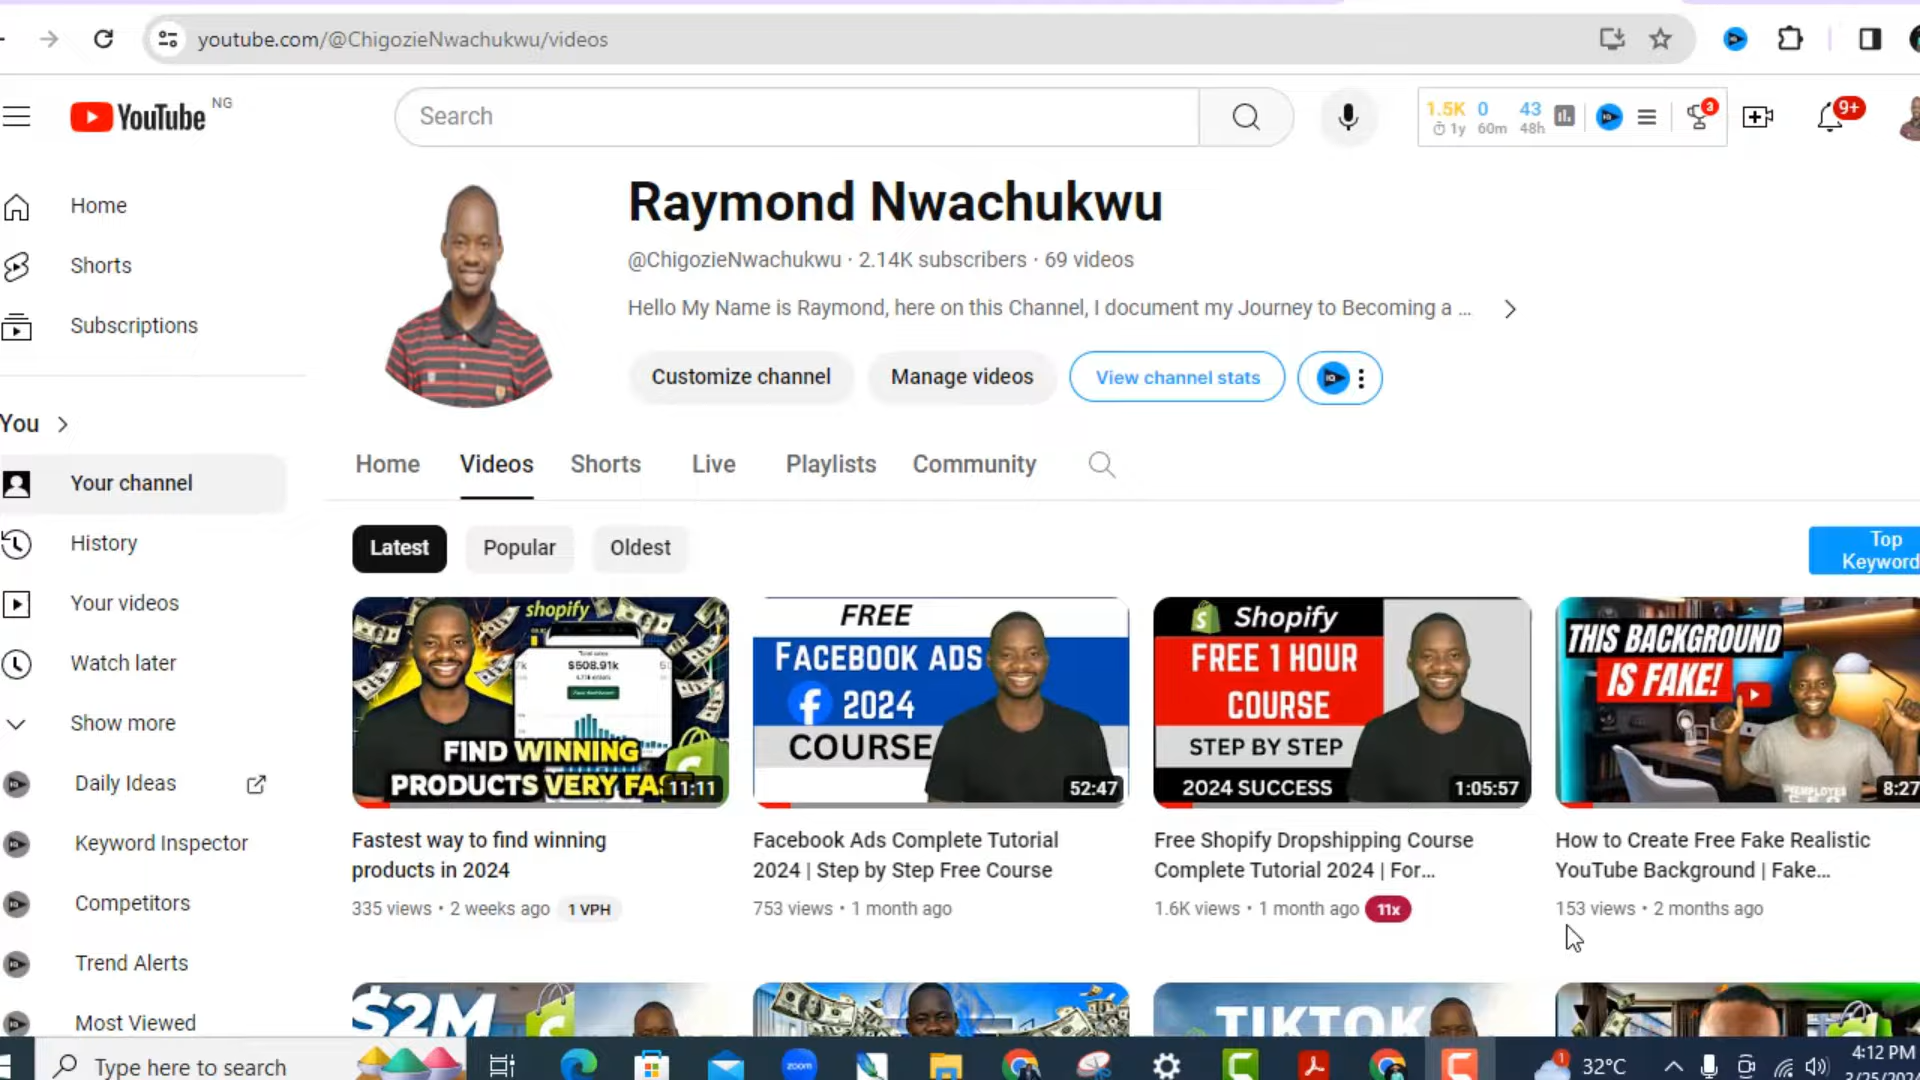 youtube.com/@ChigozieNwachukwu/videos
YouTube NG
Search
1.5K 0 43
1y 60m 48h
3
9+
Home
Shorts
Subscriptions
You
Your channel
History
Your videos
Watch later
Show more
Daily Ideas
Keyword Inspector
Competitors
Trend Alerts
Most Viewed
Raymond Nwachukwu
@ChigozieNwachukwu · 2.14K subscribers · 69 videos
Hello My Name is Raymond, here on this Channel, I document my Journey to Becoming a ...
Customize channel
Manage videos
View channel stats
Home
Videos
Shorts
Live
Playlists
Community
Latest
Popular
Oldest
Top
Keyword
shopify
Total sales
$508.91k
FIND WINNING
PRODUCTS VERY FAS
11:11
Fastest way to find winning
products in 2024
335 views • 2 weeks ago 1 VPH
FREE
FACEBOOK ADS
2024
COURSE
52:47
Facebook Ads Complete Tutorial
2024 | Step by Step Free Course
753 views • 1 month ago
Shopify
FREE 1 HOUR
COURSE
STEP BY STEP
2024 SUCCESS
1:05:57
Free Shopify Dropshipping Course
Complete Tutorial 2024 | For...
1.6K views • 1 month ago 11x
THIS BACKGROUND
IS FAKE!
8:27
How to Create Free Fake Realistic
YouTube Background | Fake...
153 views • 2 months ago
$2M
TIKTOK
Type here to search
zoom
1
32°C
4:12 PM